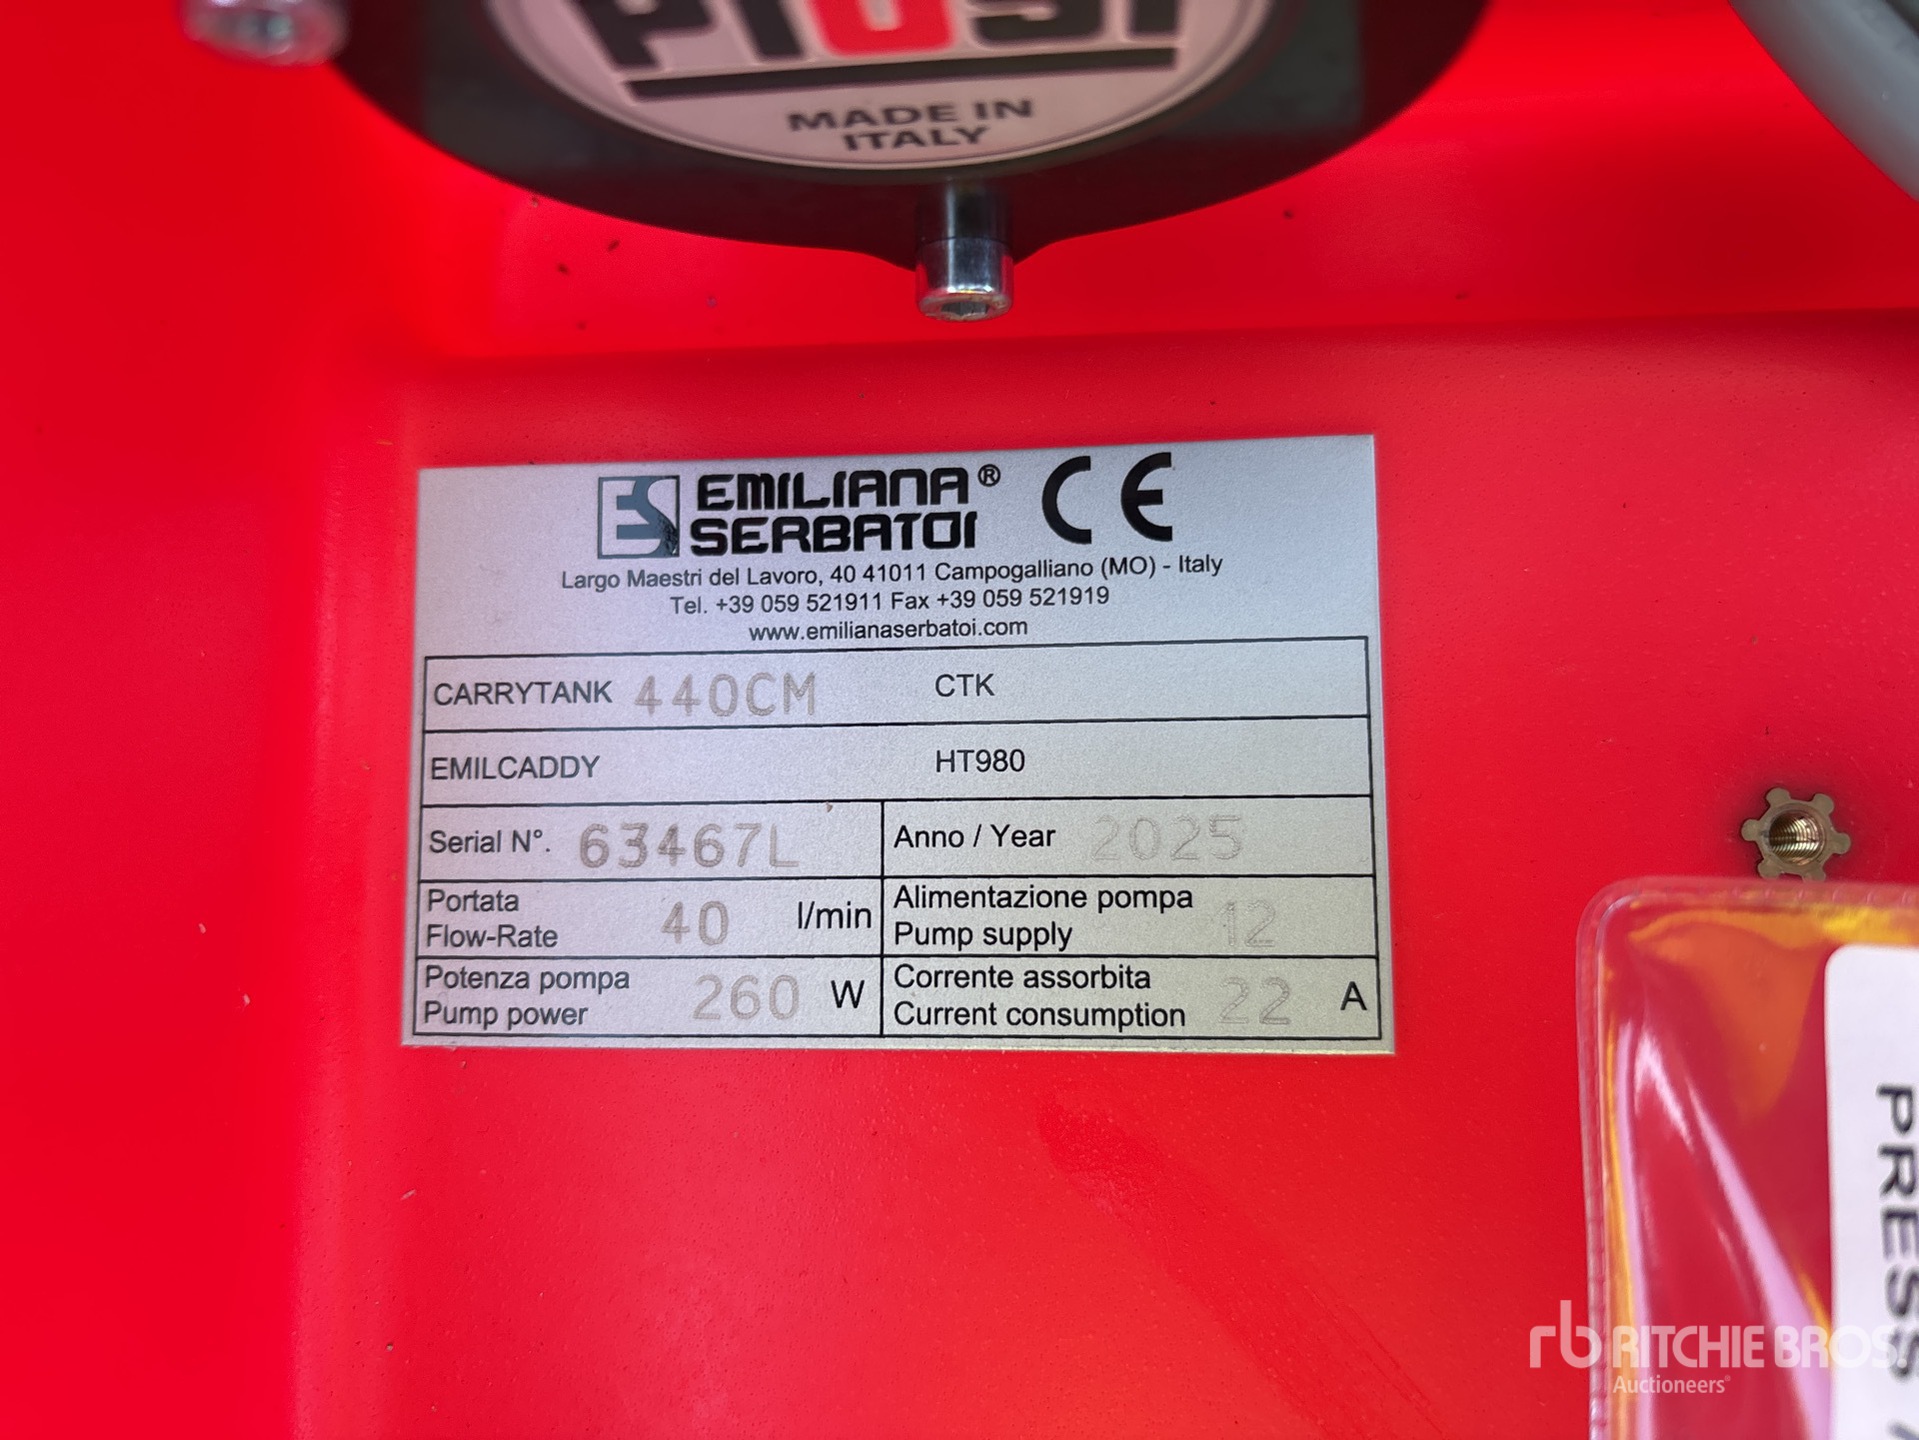 PIUSI
MADE IN
ITALY
ES EMILIANA® CE
SERBATOI
Largo Maestri del Lavoro, 40 41011 Campogalliano (MO) - Italy
Tel. +39 059 521911 Fax +39 059 521919
www.emilianaserbatoi.com
CARRYTANK 440CM CTK
EMILCADDY HT980
Serial N°. 63467L Anno / Year 2025
Portata
Flow-Rate 40 l/min
Alimentazione pompa
Pump supply 12
Potenza pompa
Pump power 260 W
Corrente assorbita
Current consumption 22 A
PRESS
rb RITCHIE BROS.
Auctioneers®